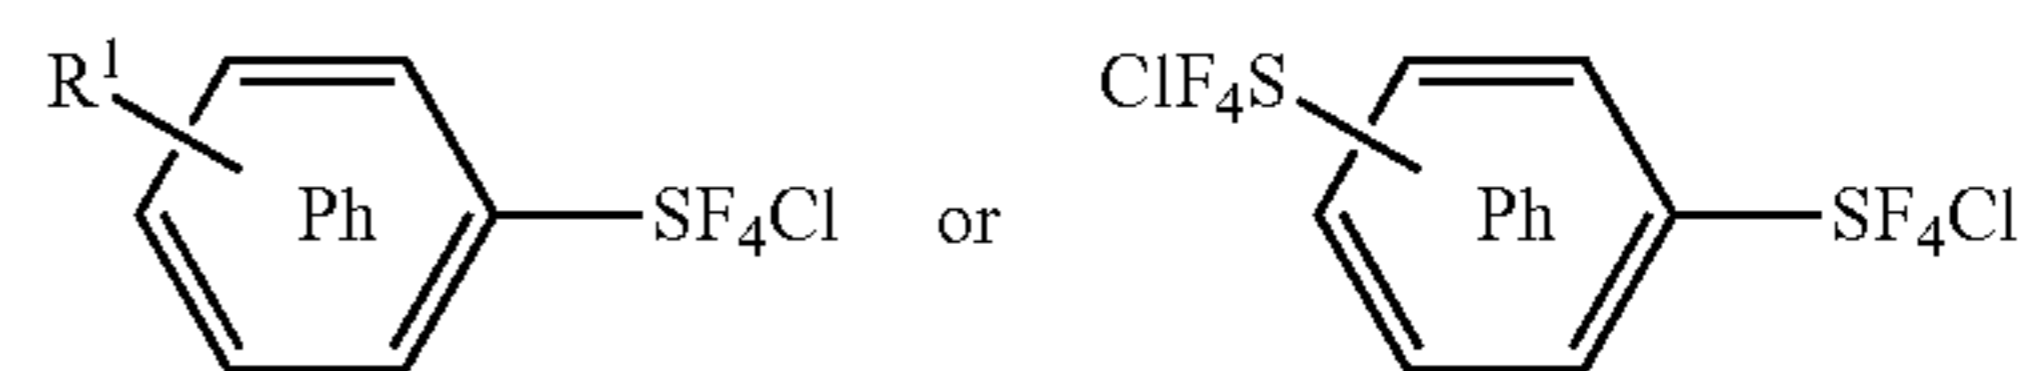 R¹ ClF₄S
Ph SF₄Cl or Ph SF₄Cl